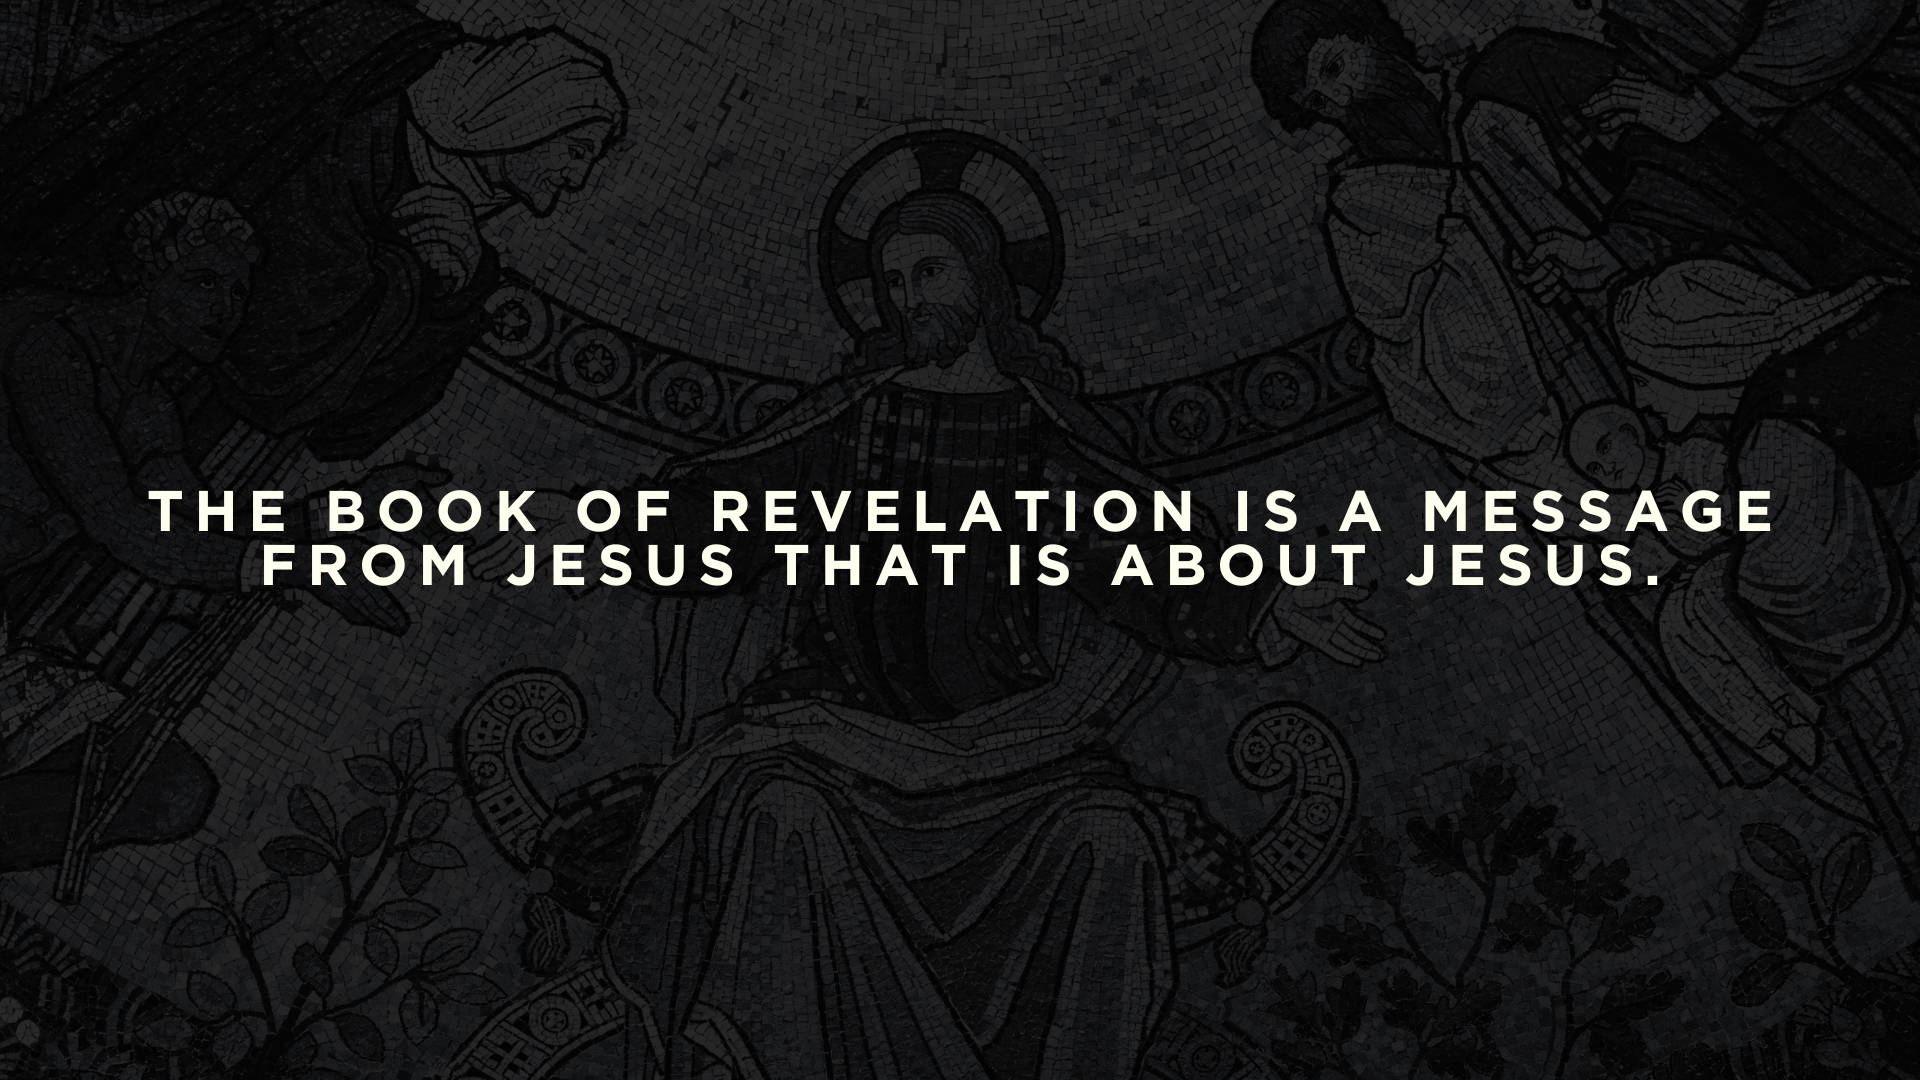 THE BOOK OF REVELATION IS A MESSAGE
FROM JESUS THAT IS ABOUT JESUS.